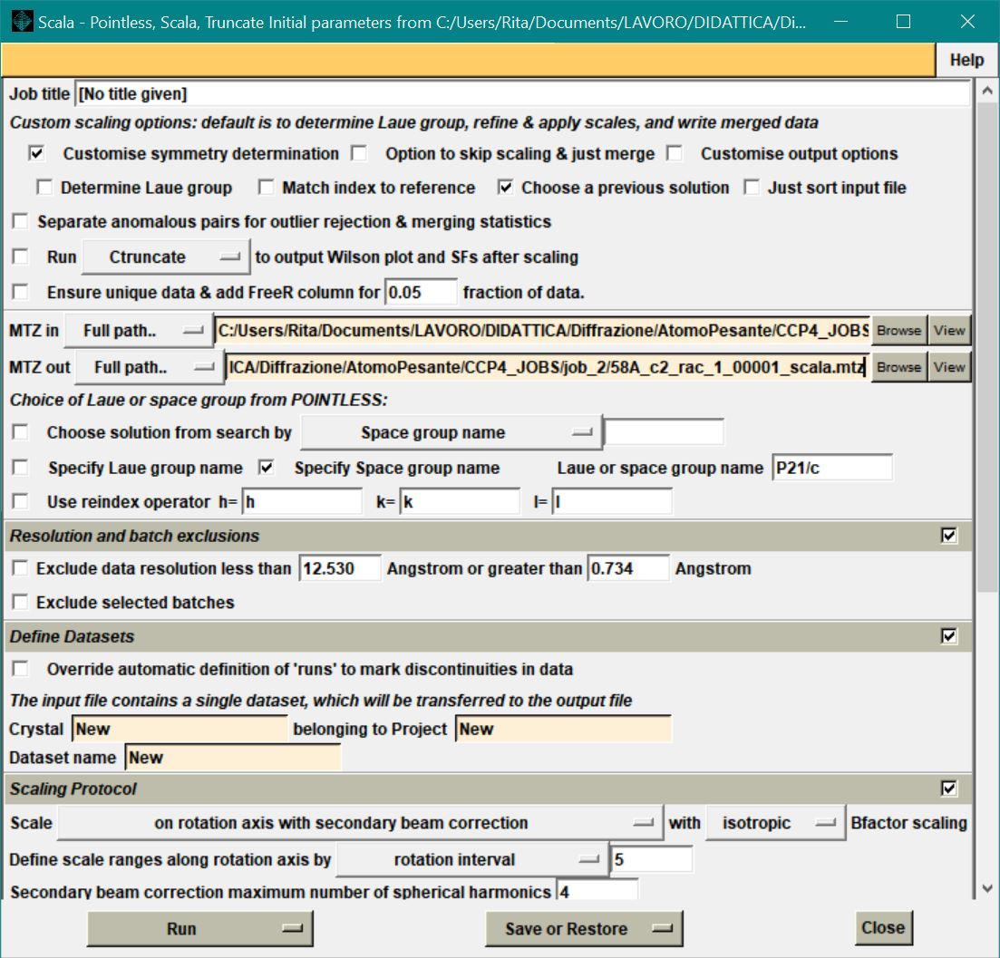 Scala - Pointless, Scala, Truncate Initial parameters from C:/Users/Rita/Documents/LAVORO/DIDATTICA/Di...
Help
Job title [No title given]
Custom scaling options: default is to determine Laue group, refine & apply scales, and write merged data
Customise symmetry determination Option to skip scaling & just merge Customise output options
Determine Laue group Match index to reference Choose a previous solution Just sort input file
Separate anomalous pairs for outlier rejection & merging statistics
Run Ctruncate to output Wilson plot and SFs after scaling
Ensure unique data & add FreeR column for 0.05 fraction of data.
MTZ in Full path.. C:/Users/Rita/Documents/LAVORO/DIDATTICA/Diffrazione/AtomoPesante/CCP4_JOBS Browse View
MTZ out Full path.. ICA/Diffrazione/AtomoPesante/CCP4_JOBS/job_2/58A_c2_rac_1_00001_scala.mtz Browse View
Choice of Laue or space group from POINTLESS:
Choose solution from search by Space group name
Specify Laue group name Specify Space group name Laue or space group name P21/c
Use reindex operator h= h k= k l= l
Resolution and batch exclusions
Exclude data resolution less than 12.530 Angstrom or greater than 0.734 Angstrom
Exclude selected batches
Define Datasets
Override automatic definition of 'runs' to mark discontinuities in data
The input file contains a single dataset, which will be transferred to the output file
Crystal New belonging to Project New
Dataset name New
Scaling Protocol
Scale on rotation axis with secondary beam correction with isotropic Bfactor scaling
Define scale ranges along rotation axis by rotation interval 5
Secondary beam correction maximum number of spherical harmonics 4
Run Save or Restore Close